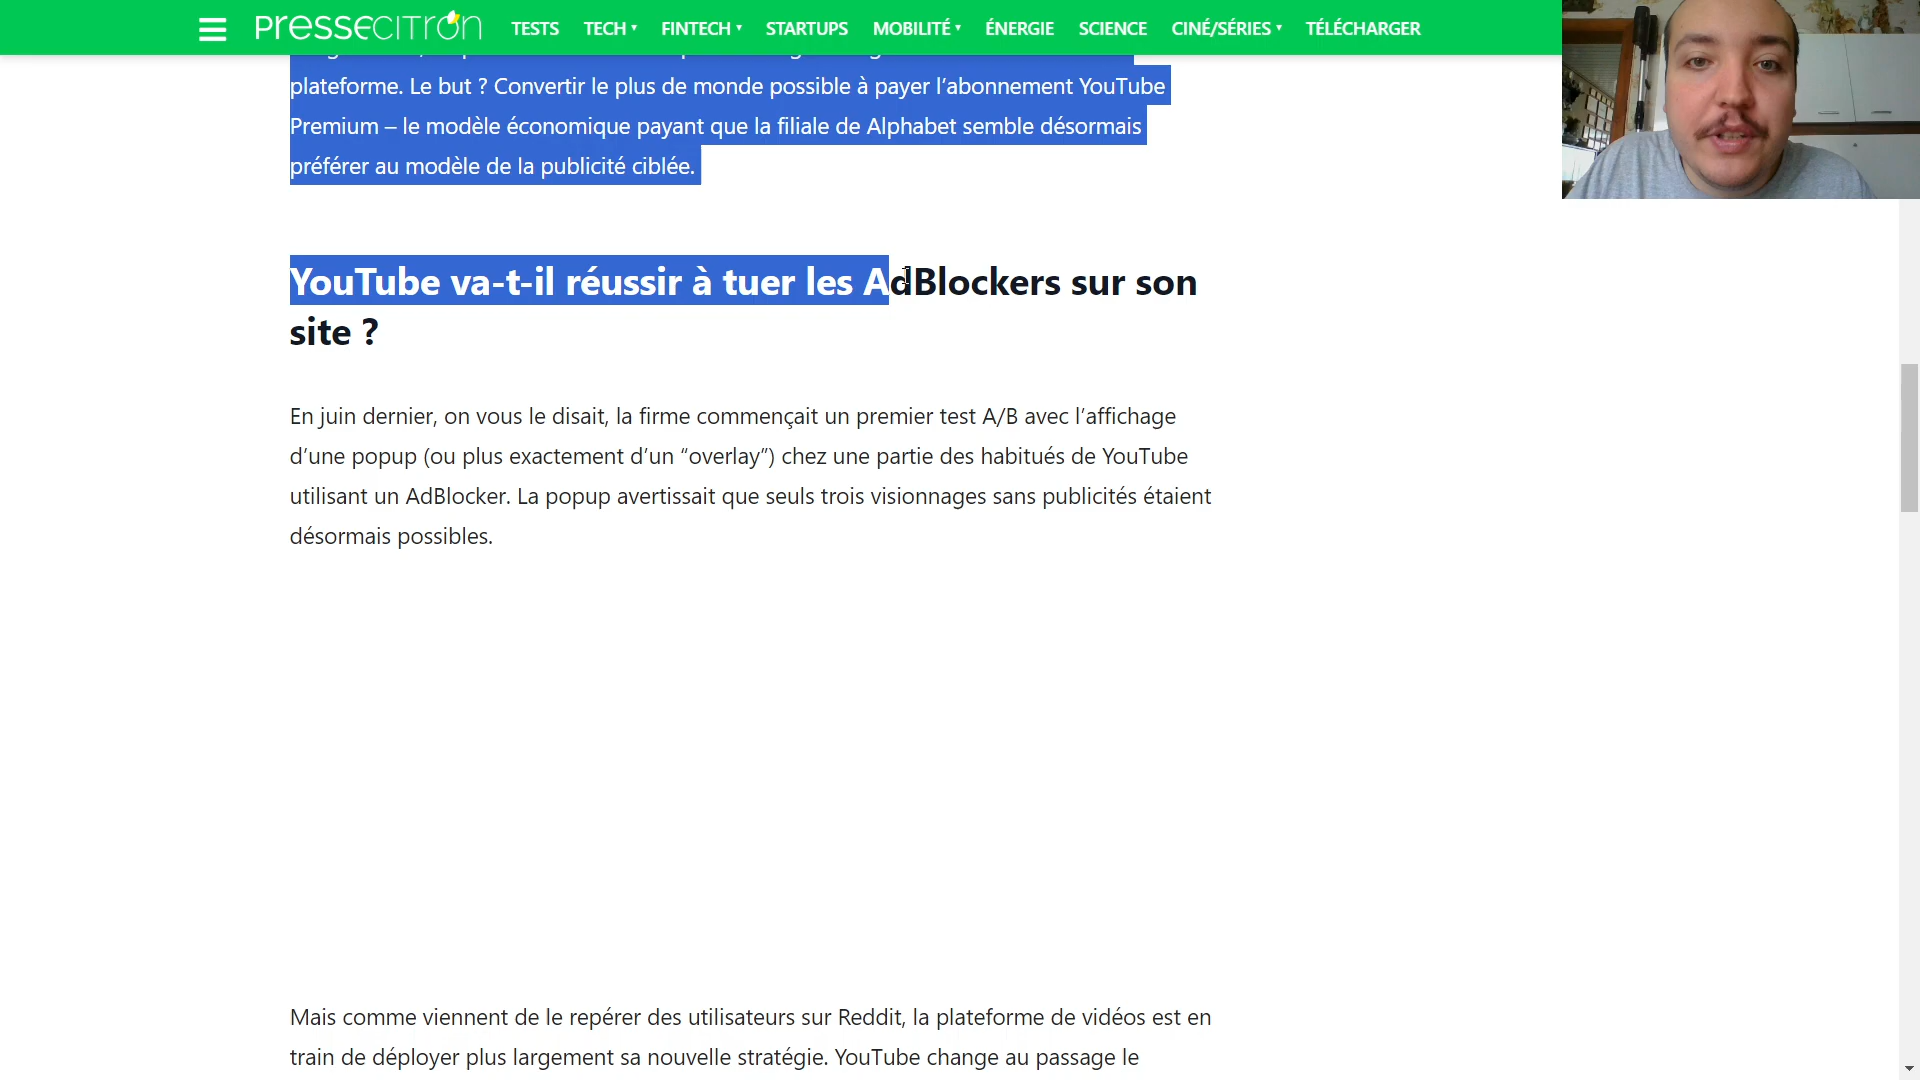 PRESSECITRON TESTS TECH FINTECH STARTUPS MOBILITÉ ÉNERGIE SCIENCE CINÉ/SÉRIES TÉLÉCHARGER
plateforme. Le but ? Convertir le plus de monde possible à payer l’abonnement YouTube
Premium – le modèle économique payant que la filiale de Alphabet semble désormais
préférer au modèle de la publicité ciblée.
YouTube va-t-il réussir à tuer les AdBlockers sur son
site ?
En juin dernier, on vous le disait, la firme commençait un premier test A/B avec l’affichage
d’une popup (ou plus exactement d’un “overlay”) chez une partie des habitués de YouTube
utilisant un AdBlocker. La popup avertissait que seuls trois visionnages sans publicités étaient
désormais possibles.
Mais comme viennent de le repérer des utilisateurs sur Reddit, la plateforme de vidéos est en
train de déployer plus largement sa nouvelle stratégie. YouTube change au passage le